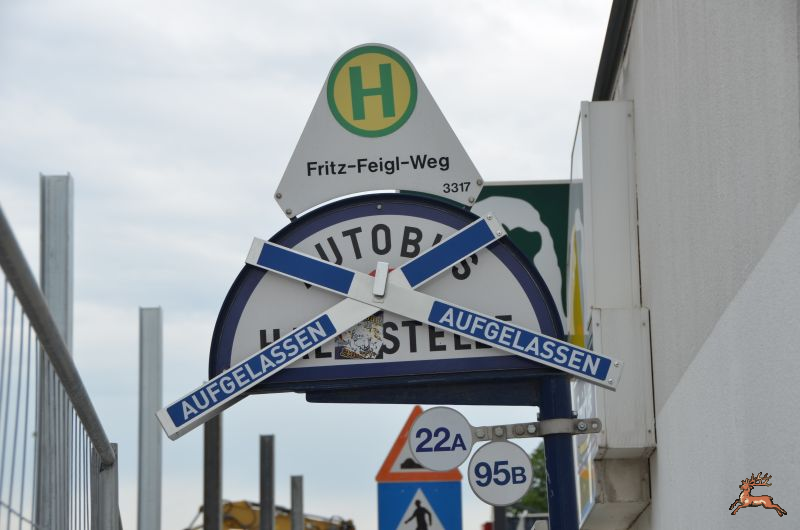 H
Fritz-Feigl-Weg
3317
AUTOBUS
HALTESTELLE
AUFGELASSEN
AUFGELASSEN
22A
95B